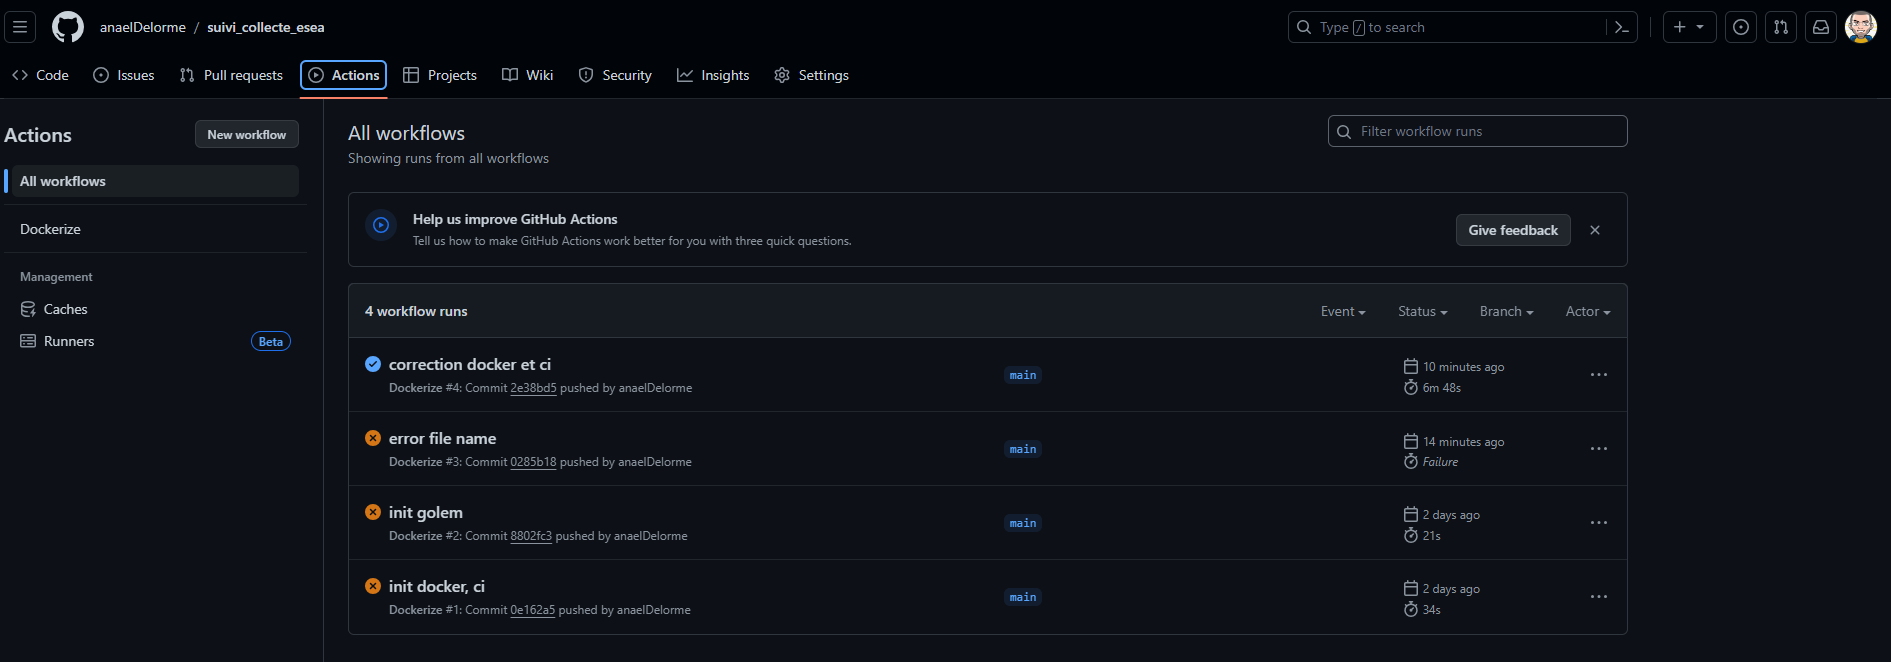 anaelDelorme / suivi_collecte_esea
Type / to search
Code Issues Pull requests Actions Projects Wiki Security Insights Settings
Actions
New workflow
All workflows
Dockerize
Management
Caches
Runners Beta
All workflows
Showing runs from all workflows
Filter workflow runs
Help us improve GitHub Actions
Tell us how to make GitHub Actions work better for you with three quick questions.
Give feedback
4 workflow runs
Event Status Branch Actor
correction docker et ci
Dockerize #4: Commit 2e38bd5 pushed by anaelDelorme
main
10 minutes ago
6m 48s
error file name
Dockerize #3: Commit 0285b18 pushed by anaelDelorme
main
14 minutes ago
Failure
init golem
Dockerize #2: Commit 8802fc3 pushed by anaelDelorme
main
2 days ago
21s
init docker, ci
Dockerize #1: Commit 0e162a5 pushed by anaelDelorme
main
2 days ago
34s